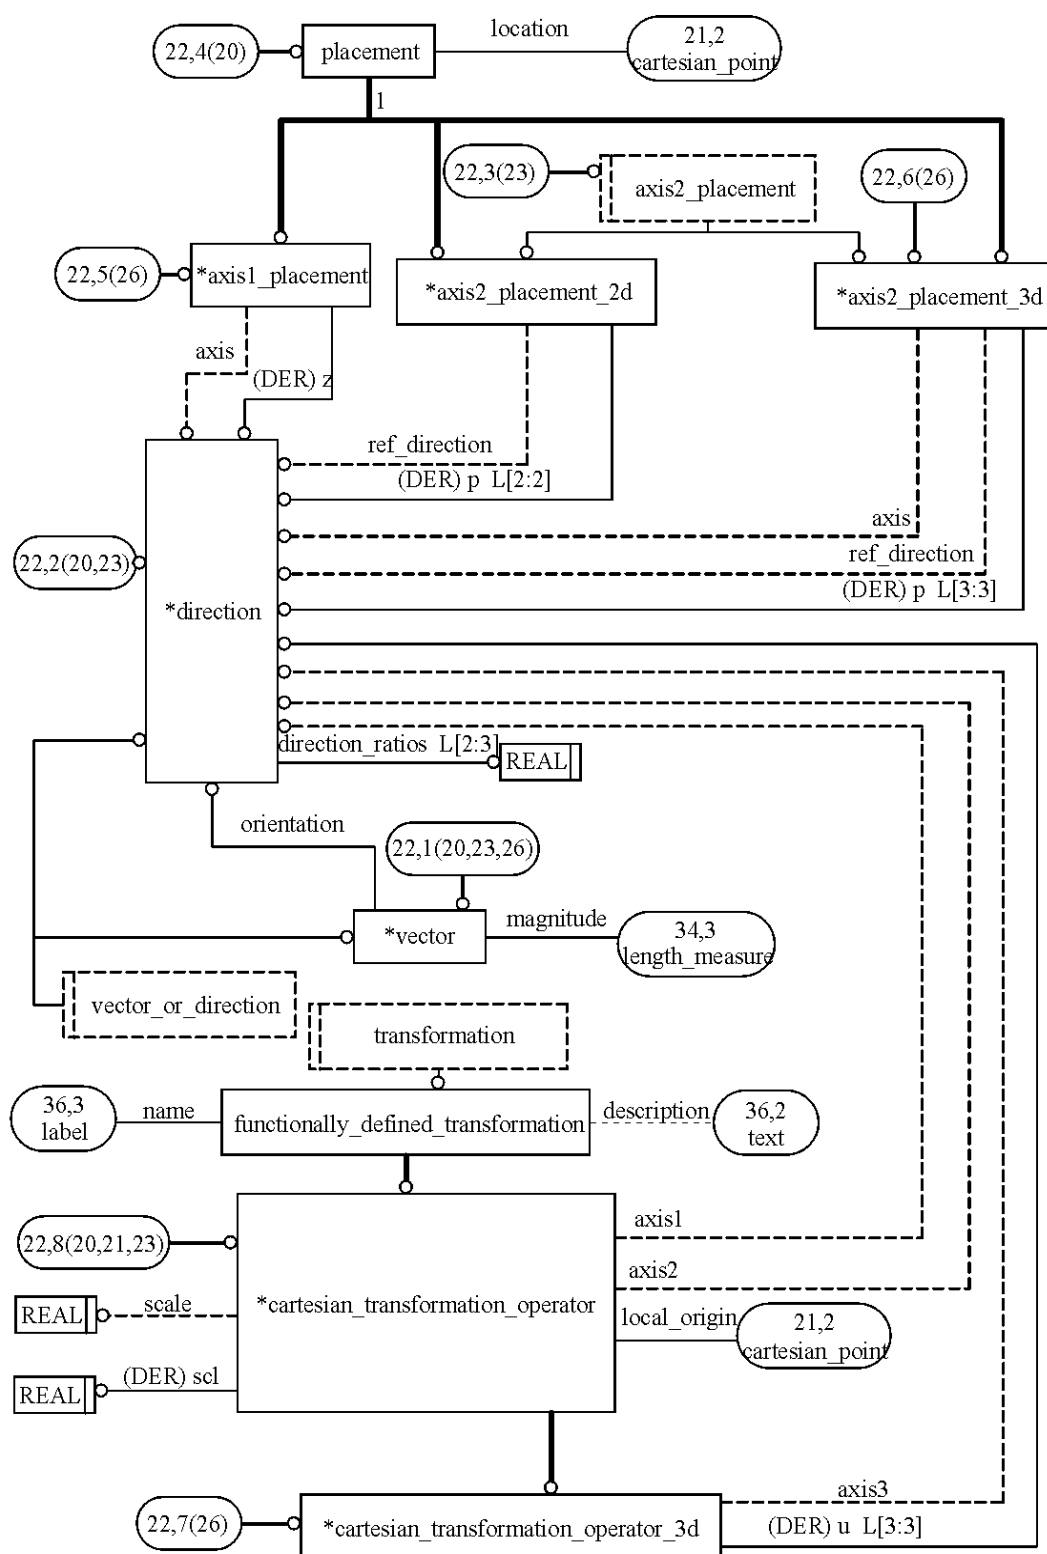 location
22,4(20)
placement
21,2
cartesian_point
1
22,3(23)
axis2_placement
22,6(26)
22,5(26)
*axis1_placement
*axis2_placement_2d
*axis2_placement_3d
axis
(DER) z
ref_direction
(DER) p L[2:2]
axis
ref_direction
(DER) p L[3:3]
22,2(20,23)
*direction
direction_ratios L[2:3]
REAL
orientation
22,1(20,23,26)
*vector
magnitude
34,3
length_measure
vector_or_direction
transformation
36,3
label
name
functionally_defined_transformation
description
36,2
text
22,8(20,21,23)
axis1
axis2
REAL
scale
*cartesian_transformation_operator
local_origin
21,2
cartesian_point
REAL
(DER) scl
axis3
22,7(26)
*cartesian_transformation_operator_3d
(DER) u L[3:3]